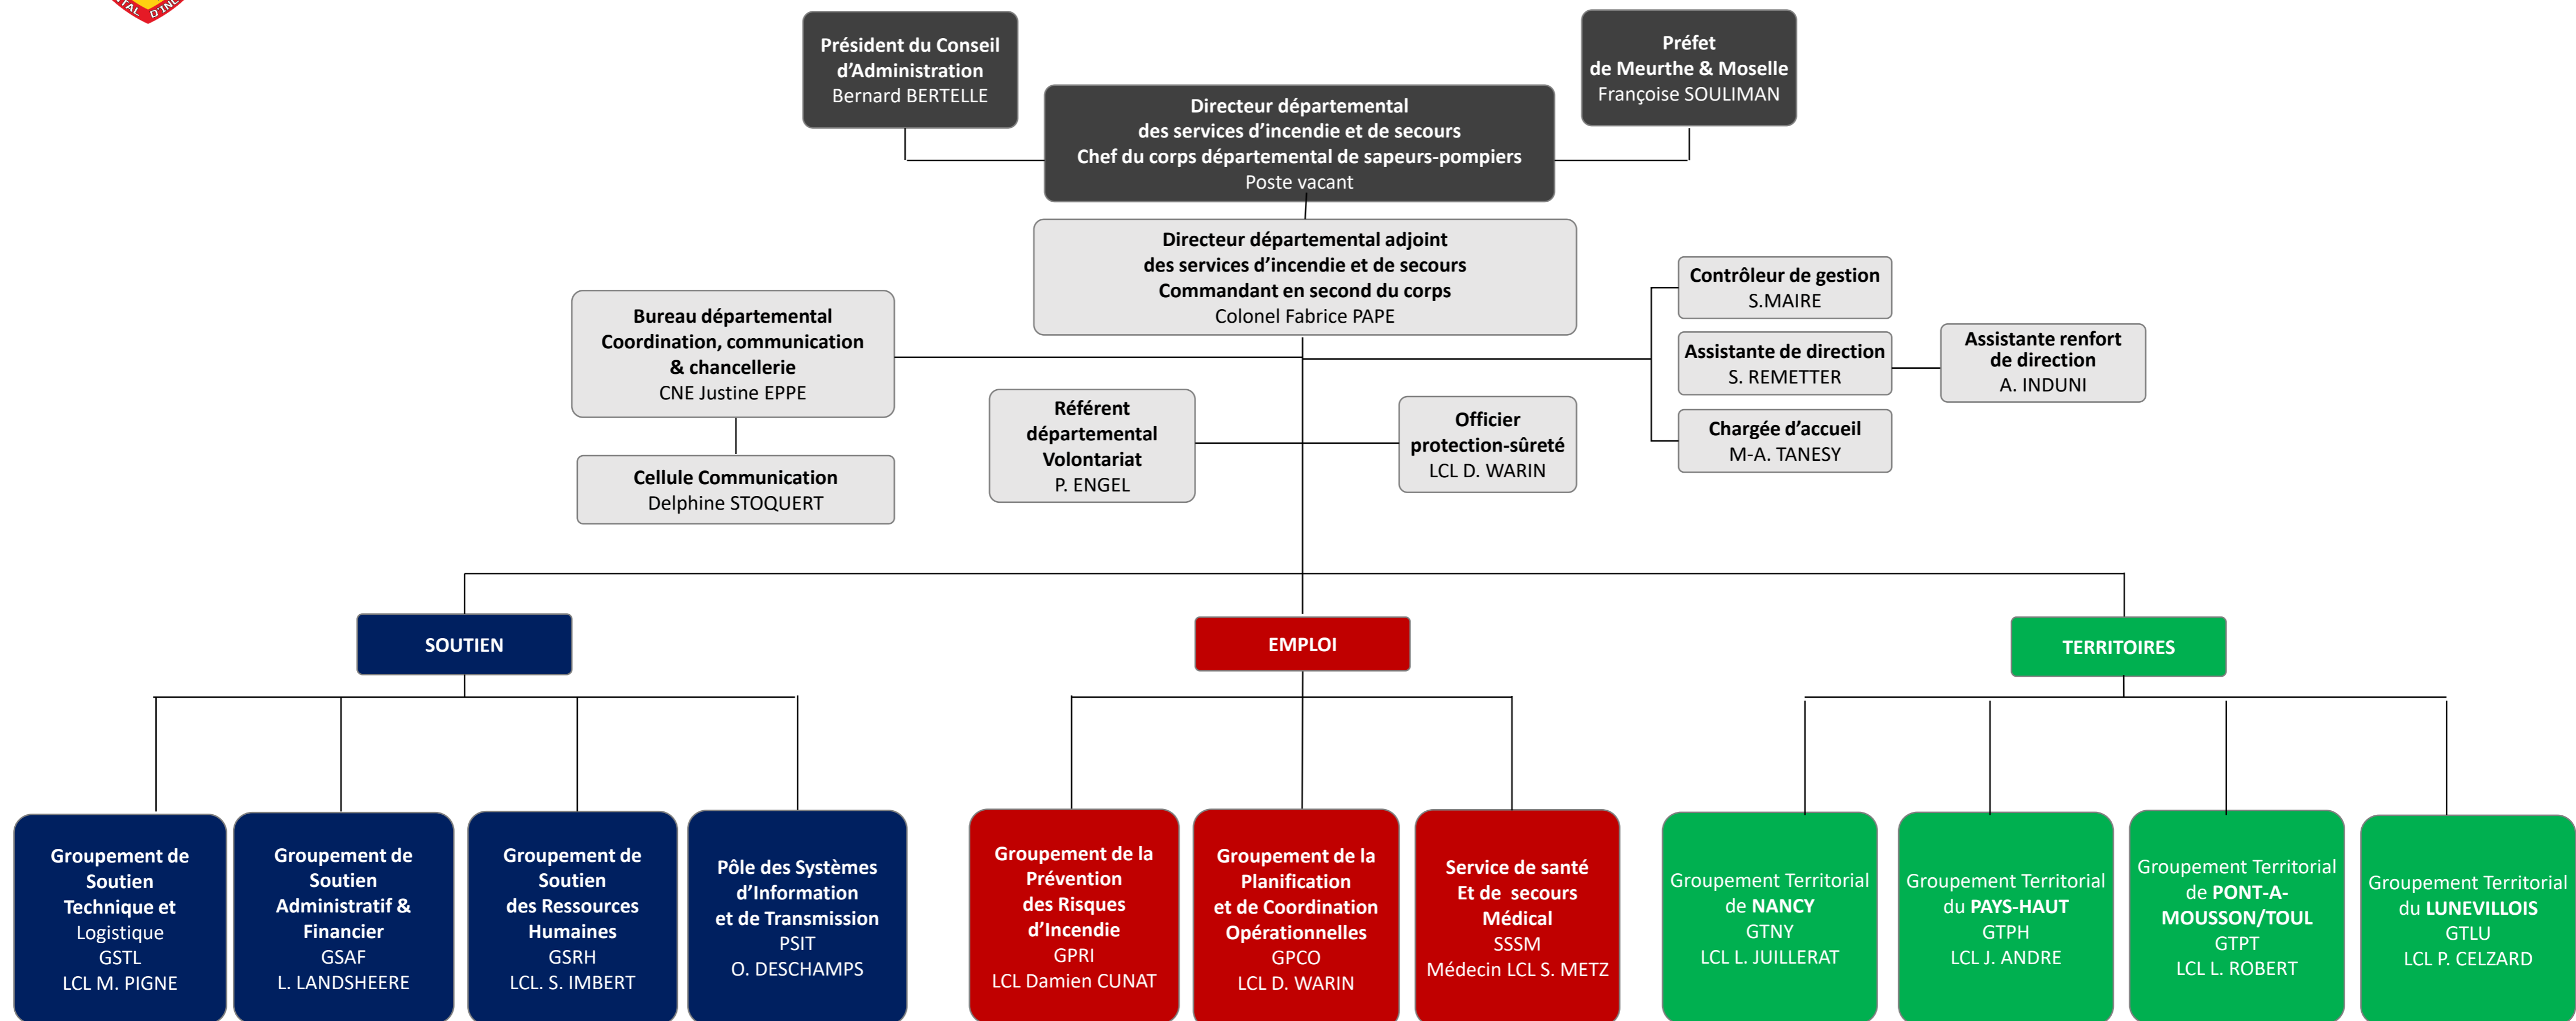 TAL D'INC
Président du Conseil
d'Administration
Bernard BERTELLE
Préfet
de Meurthe & Moselle
Françoise SOULIMAN
Directeur départemental
des services d'incendie et de secours
Chef du corps départemental de sapeurs-pompiers
Poste vacant
Directeur départemental adjoint
des services d'incendie et de secours
Commandant en second du corps
Colonel Fabrice PAPE
Bureau départemental
Coordination, communication
& chancellerie
CNE Justine EPPE
Cellule Communication
Delphine STOQUERT
Référent
départemental
Volontariat
P. ENGEL
Officier
protection-sûreté
LCL D. WARIN
Contrôleur de gestion
S.MAIRE
Assistante de direction
S. REMETTER
Assistante renfort
de direction
A. INDUNI
Chargée d'accueil
M-A. TANESY
SOUTIEN
EMPLOI
TERRITOIRES
Groupement de
Soutien
Technique et
Logistique
GSTL
LCL M. PIGNE
Groupement de
Soutien
Administratif &
Financier
GSAF
L. LANDSHEERE
Groupement de
Soutien
des Ressources
Humaines
GSRH
LCL. S. IMBERT
Pôle des Systèmes
d'Information
et de Transmission
PSIT
O. DESCHAMPS
Groupement de la
Prévention
des Risques
d'Incendie
GPRI
LCL Damien CUNAT
Groupement de la
Planification
et de Coordination
Opérationnelles
GPCO
LCL D. WARIN
Service de santé
Et de  secours
Médical
SSSM
Médecin LCL S. METZ
Groupement Territorial
de NANCY
GTNY
LCL L. JUILLERAT
Groupement Territorial
du PAYS-HAUT
GTPH
LCL J. ANDRE
Groupement Territorial
de PONT-A-
MOUSSON/TOUL
GTPT
LCL L. ROBERT
Groupement Territorial
du LUNEVILLOIS
GTLU
LCL P. CELZARD